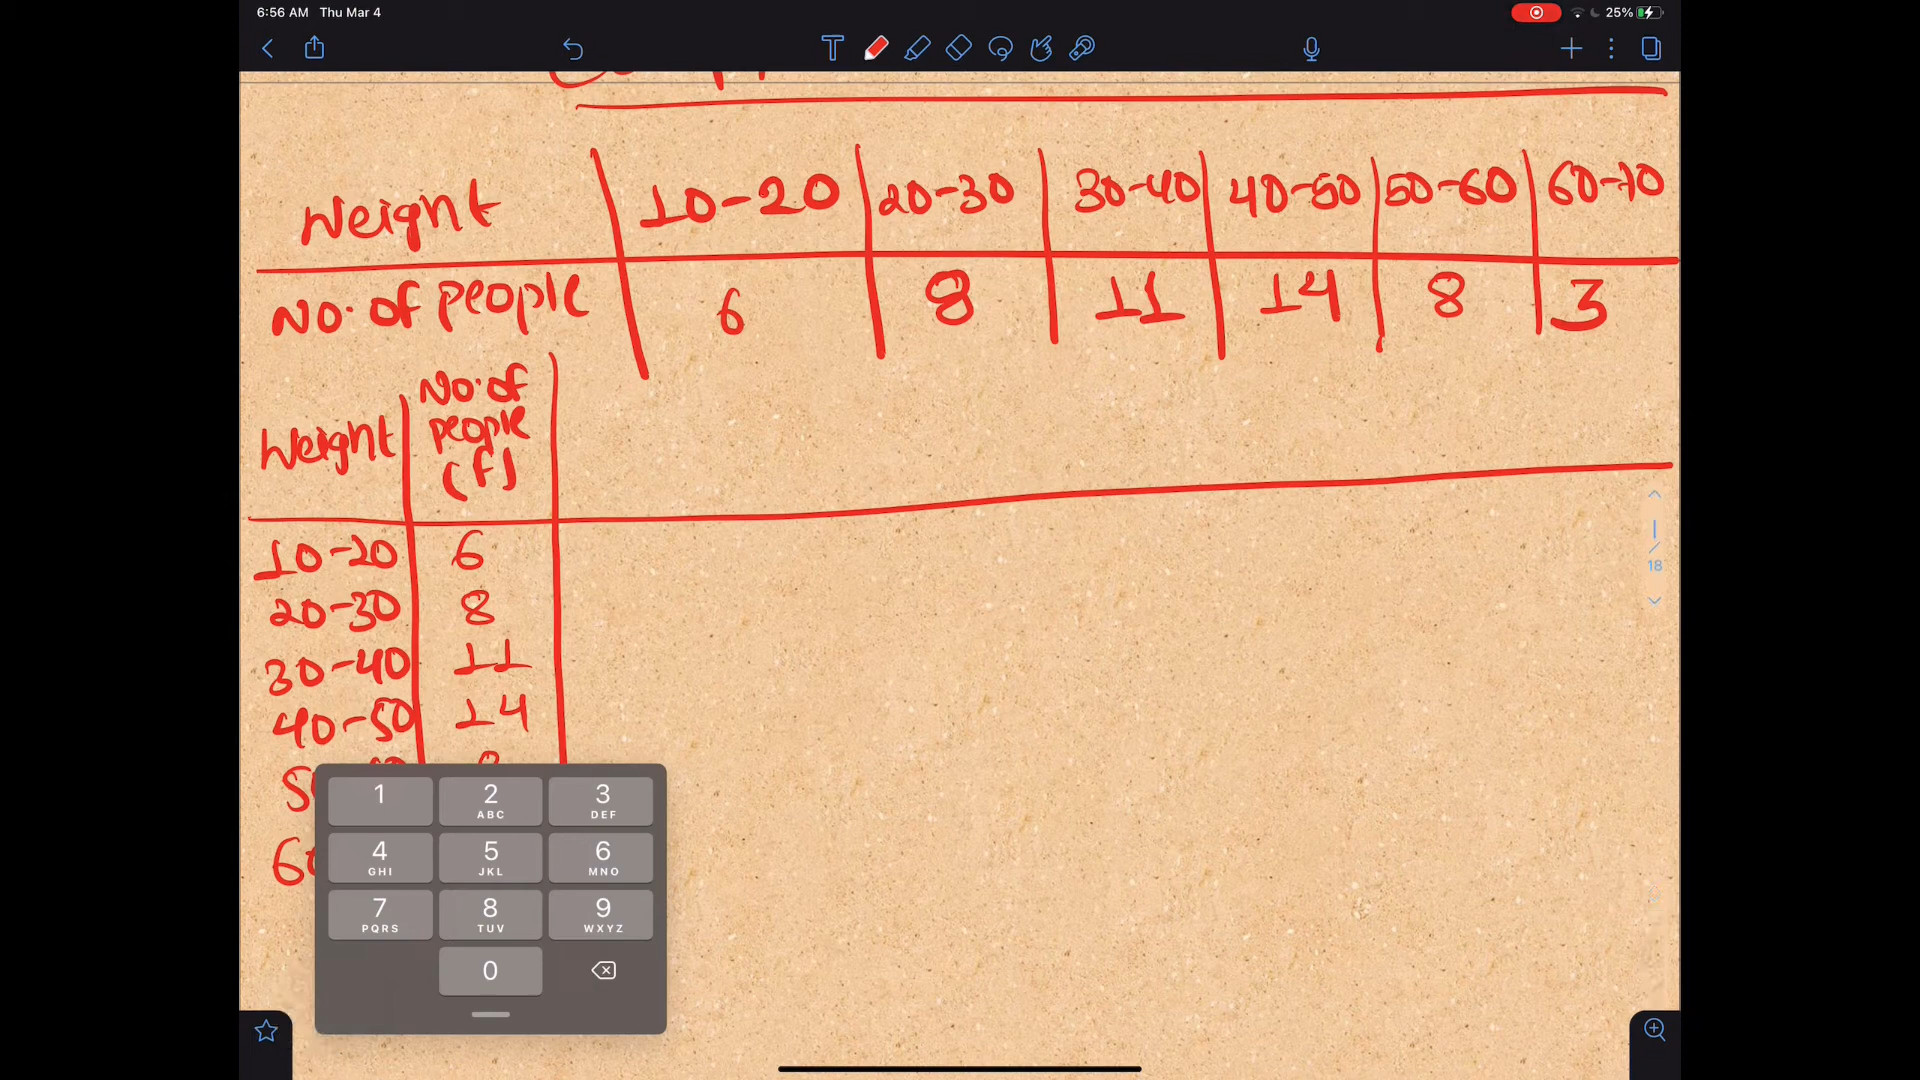 6:56 AM Thu Mar 4
25%
Weight 10-20 20-30 30-40 40-50 50-60 60-70
No. of people 6 8 11 14 8 3
Weight No. of people (f)
10-20 6
20-30 8
30-40 11
40-50 14
1
18
1 2 ABC 3 DEF
4 GHI 5 JKL 6 MNO
7 PQRS 8 TUV 9 WXYZ
0